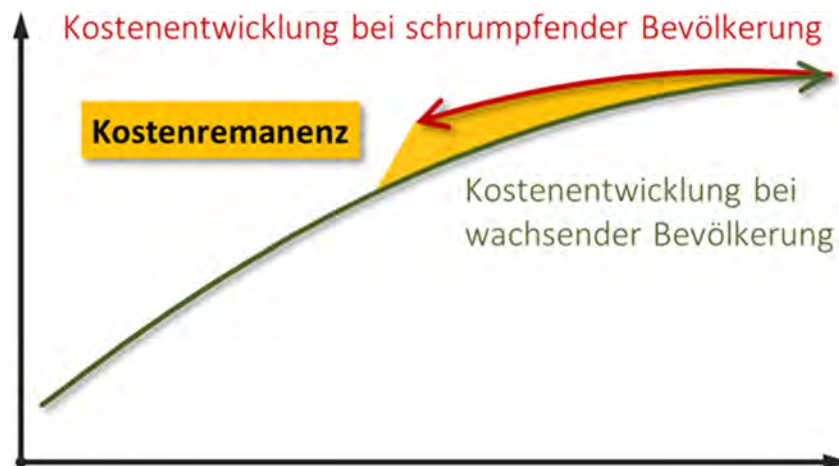 Kostenentwicklung bei schrumpfender Bevölkerung
Kostenremanenz
Kostenentwicklung bei
wachsender Bevölkerung